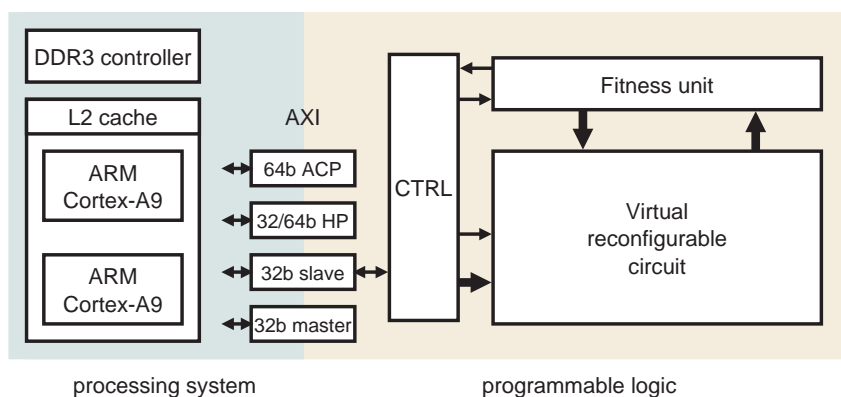 DDR3 controller
L2 cache
ARM
Cortex-A9
ARM
Cortex-A9
AXI
64b ACP
32/64b HP
32b slave
32b master
CTRL
Fitness unit
Virtual
reconfigurable
circuit
processing system
programmable logic